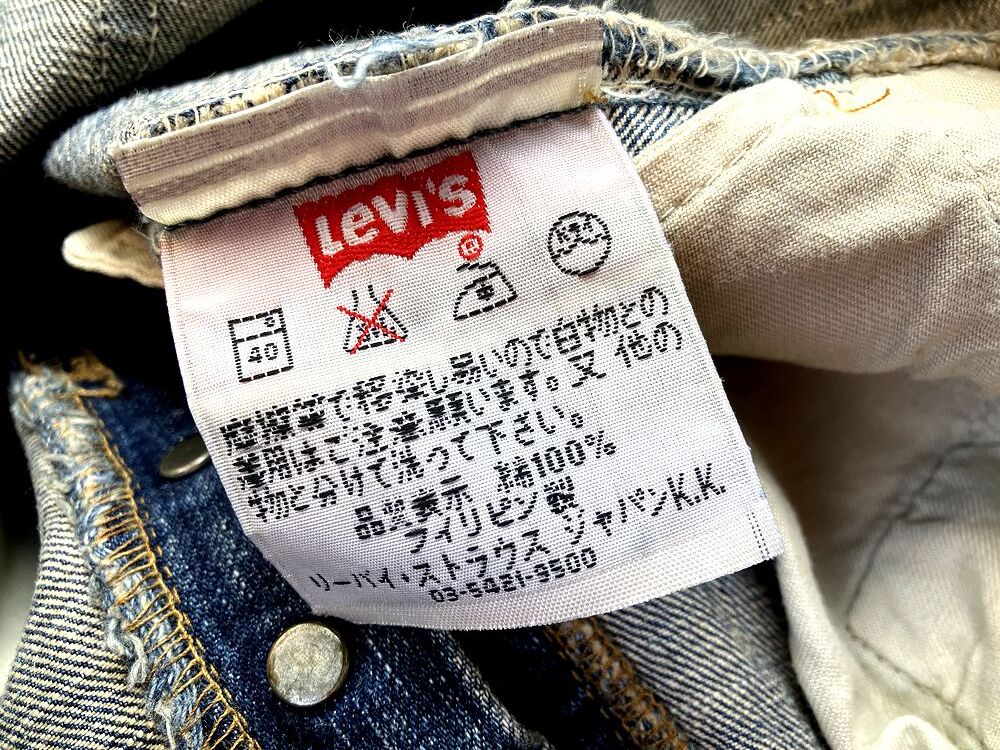 LEVI'S
®
40
中
摩擦等で移染し易いので白物との
着用はご注意願います。又 他の
物と分けて洗って下さい。
品質表示 綿100%
フィリピン製
リーバイ・ストラウス ジャパンK.K.
03-5421-9500